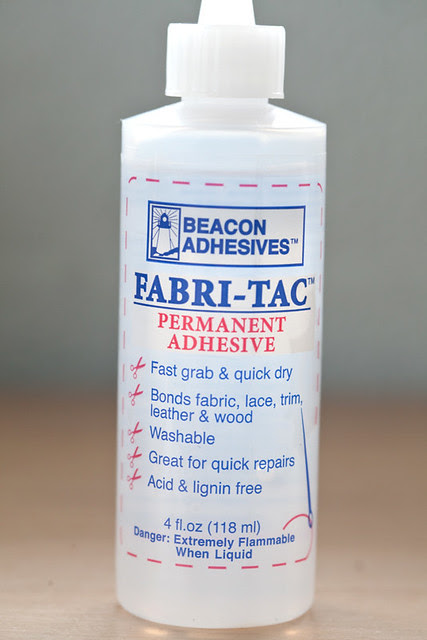 BEACON
ADHESIVES™
FABRI-TAC™
PERMANENT
ADHESIVE
Fast grab & quick dry
Bonds fabric, lace, trim,
leather & wood
Washable
Great for quick repairs
Acid & lignin free
4 fl.oz (118 ml)
Danger: Extremely Flammable
When Liquid